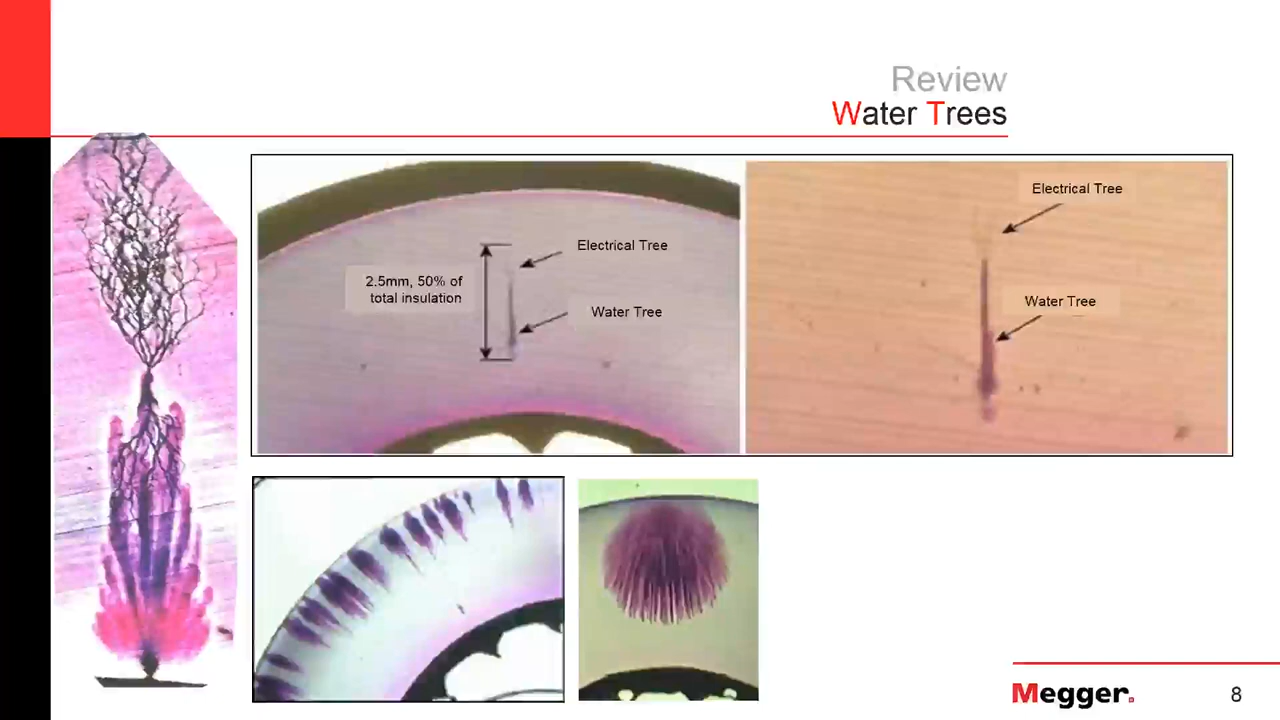 Review
Water Trees
Electrical Tree
2.5mm, 50% of
total insulation
Water Tree
Electrical Tree
Water Tree
Megger.
8